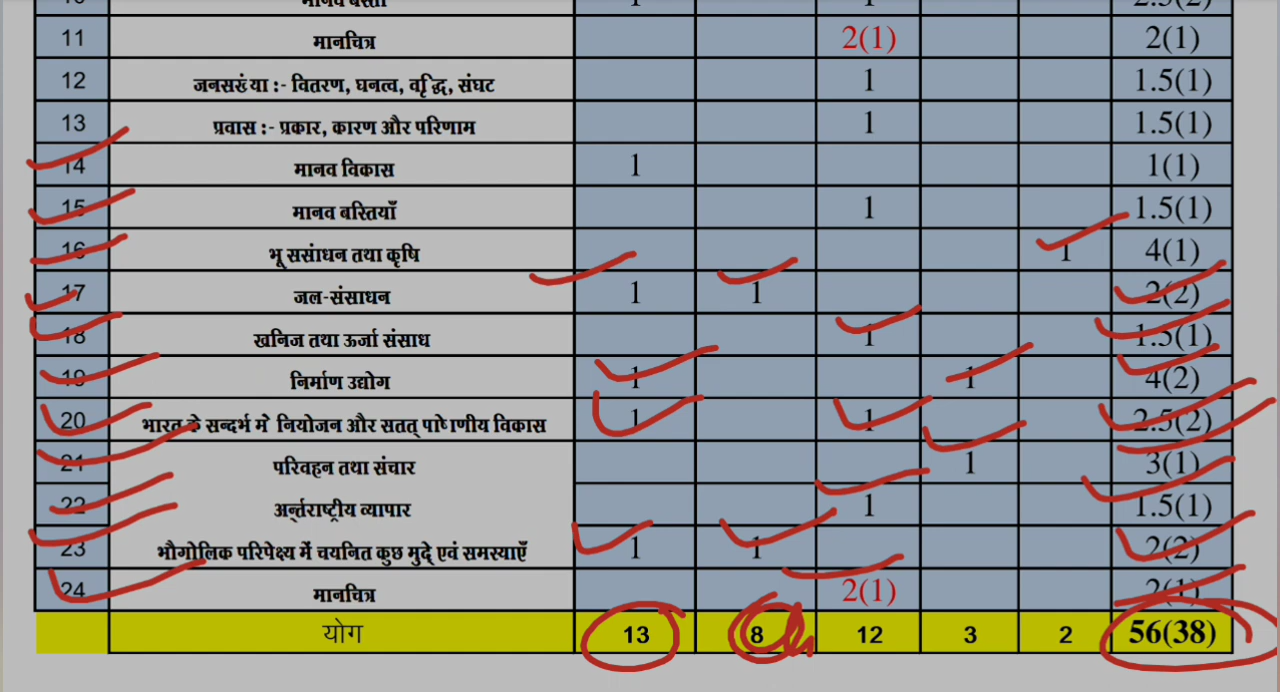 11 मानचित्र 2(1) 2(1)
12 जनसरंख्या :- वितरण, घनत्व, वृद्धि, संघट 1 1.5(1)
13 प्रवास :- प्रकार, कारण और परिणाम 1 1.5(1)
14 मानव विकास 1 1(1)
15 मानव बस्तियाँ 1 1.5(1)
16 भू ससांधन तथा कृषि 1 4(1)
17 जल-संसाधन 1 1 2(2)
18 खनिज तथा ऊर्जा संसाध 1 1.5(1)
19 निर्माण उद्योग 1 1 4(2)
20 भारत के सन्दर्भ मे नियोजन और सतत् पोषणीय विकास 1 1 2.5(2)
21 परिवहन तथा संचार 1 3(1)
22 अर्न्तराष्ट्रीय व्यापार 1 1.5(1)
23 भौगोलिक परिपेक्ष्य में चयनित कुछ मुद्दे एवं समस्याएँ 1 1 2(2)
24 मानचित्र 2(1) 2(1)
योग 13 8 12 3 2 56(38)